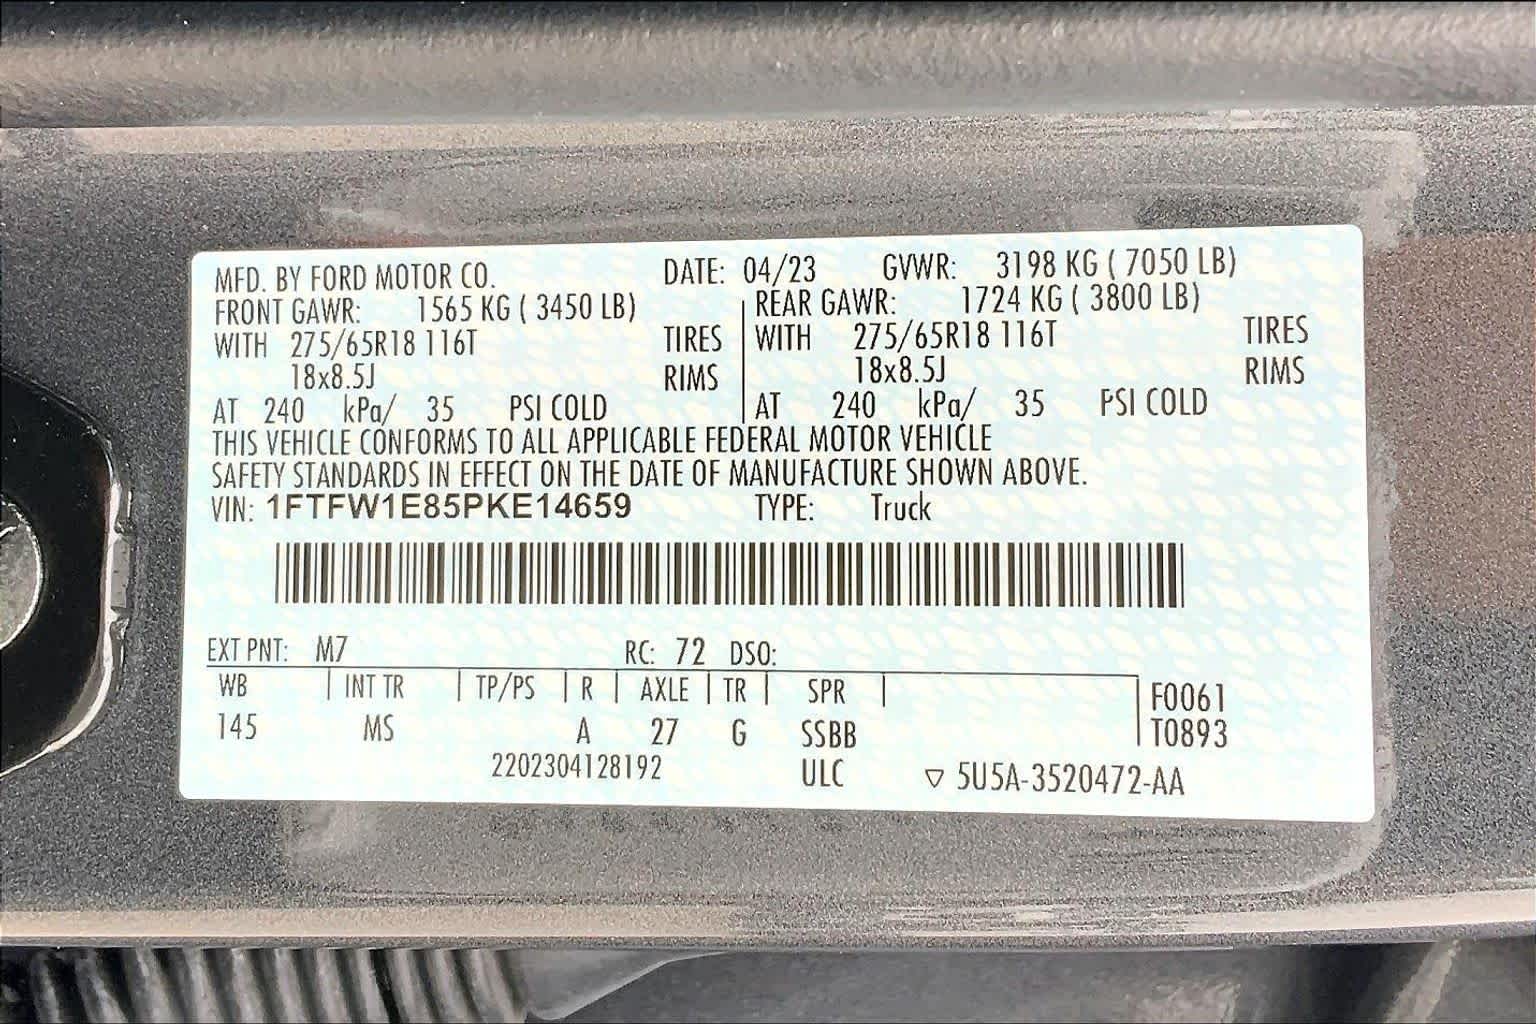 MFD. BY FORD MOTOR CO. DATE: 04/23 GVWR: 3198 KG ( 7050 LB)
FRONT GAWR: 1565 KG ( 3450 LB) REAR GAWR: 1724 KG ( 3800 LB)
WITH 275/65R18 116T TIRES WITH 275/65R18 116T TIRES
18x8.5J RIMS 18x8.5J RIMS
AT 240 kPa/ 35 PSI COLD AT 240 kPa/ 35 PSI COLD
THIS VEHICLE CONFORMS TO ALL APPLICABLE FEDERAL MOTOR VEHICLE
SAFETY STANDARDS IN EFFECT ON THE DATE OF MANUFACTURE SHOWN ABOVE.
VIN: 1FTFW1E85PKE14659 TYPE: Truck
EXT PNT: M7 RC: 72 DSO:
WB INT TR TP/PS R AXLE TR SPR F0061
145 MS A 27 G SSBB T0893
2202304128192 ULC ▽ 5U5A-3520472-AA